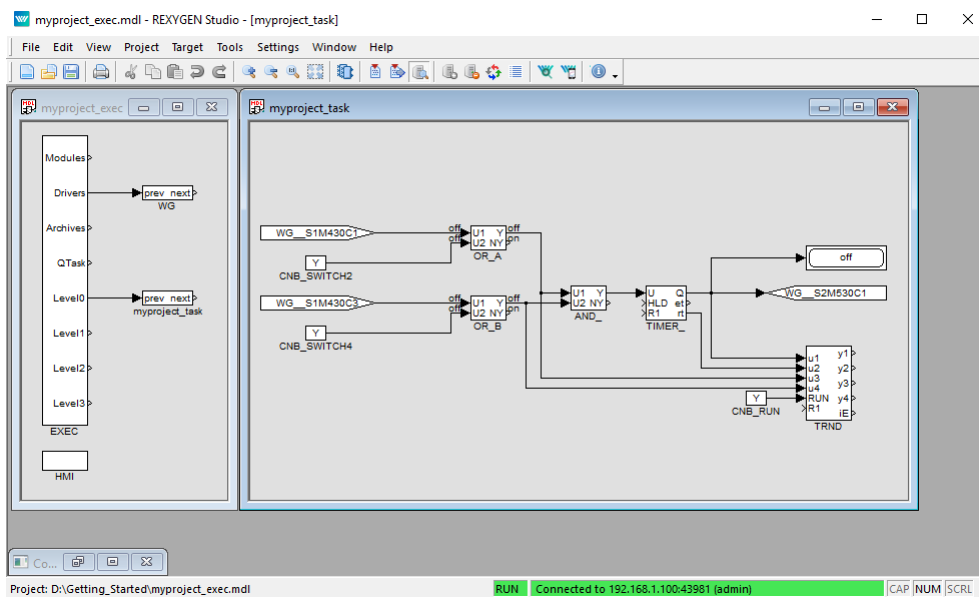 myproject_exec.mdl - REXYGEN Studio - [myproject_task]
File Edit View Project Target Tools Settings Window Help
myproject_exec
Modules
Drivers
prev next
WG
Archives
QTask
Level0
prev next
myproject_task
Level1
Level2
Level3
EXEC
HMI
myproject_task
WG__S1M430C1
off
off
U1 Y
U2 NY
off
on
OR_A
Y
CNB_SWITCH2
WG__S1M430C3
off
off
U1 Y
U2 NY
off
on
OR_B
Y
CNB_SWITCH4
U1 Y
U2 NY
AND_
U Q
HLD et
R1 rt
TIMER_
off
WG__S2M530C1
u1 y1
u2 y2
u3 y3
u4
RUN y4
R1 iE
TRND
Y
CNB_RUN
Co...
Project: D:\Getting_Started\myproject_exec.mdl RUN Connected to 192.168.1.100:43981 (admin) CAP NUM SCRL